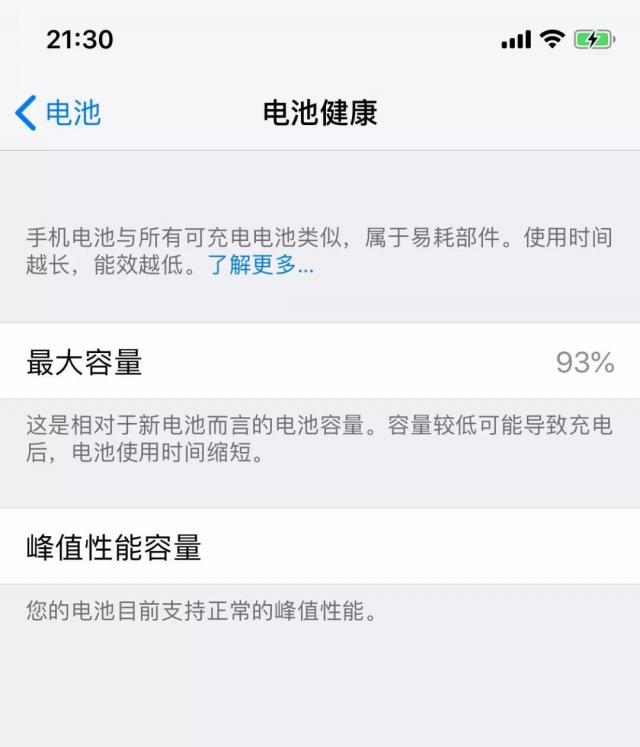 21:30
电池
电池健康
手机电池与所有可充电电池类似，属于易耗部件。使用时间
越长，能效越低。了解更多...
最大容量
93%
这是相对于新电池而言的电池容量。容量较低可能导致充电
后，电池使用时间缩短。
峰值性能容量
您的电池目前支持正常的峰值性能。